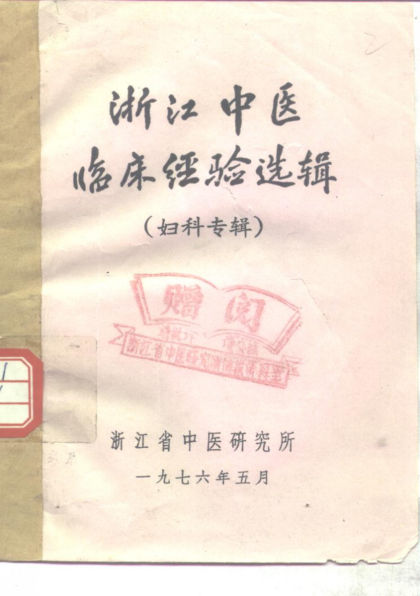 浙江中医
临床经验选辑
（妇科专辑）
赠阅
浙江省中医研究所
一九七六年五月